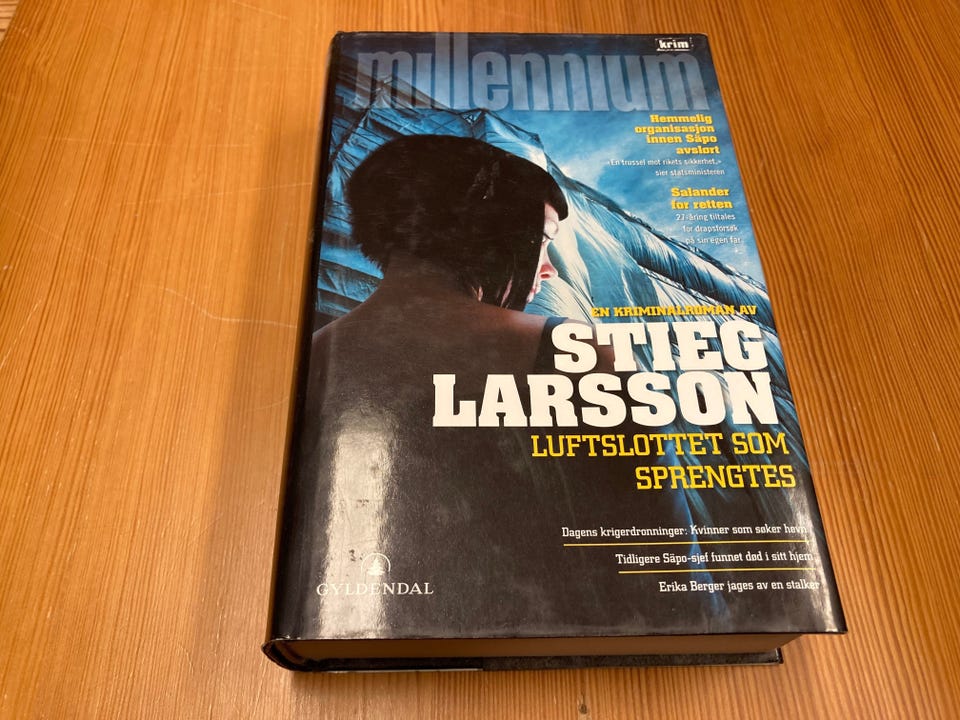 krim
millennium
Hemmelig
organisasjon
innen Säpo
avslørt
«En trussel mot rikets sikkerhet,»
sier statsministeren
Salander
for retten
27-åring tiltales
for drapsforsøk
på sin egen far
EN KRIMINALROMAN AV
STIEG
LARSSON
LUFTSLOTTET SOM
SPRENGTES
Dagens krigerdronninger: Kvinner som søker hevn
Tidligere Säpo-sjef funnet død i sitt hjem
Erika Berger jages av en stalker
GYLDENDAL